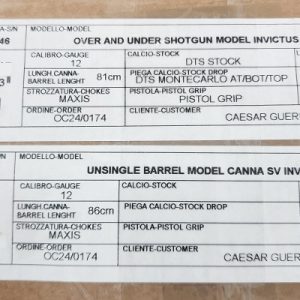 A-S/N MODELLO-MODEL
46 OVER AND UNDER SHOTGUN MODEL INVICTUS
CALIBRO-GAUGE CALCIO-STOCK
12 DTS STOCK
3" LUNGH.CANNA- 81cm PIEGA CALCIO-STOCK DROP
BARREL LENGHT DTS MONTECARLO AT/BOT/TOP
STROZZATURA-CHOKES PISTOLA-PISTOL GRIP
MAXIS PISTOL GRIP
ORDINE-ORDER CLIENTE-CUSTOMER
OC24/0174 CAESAR GUERI
S/N MODELLO-MODEL
UNSINGLE BARREL MODEL CANNA SV INV
CALIBRO-GAUGE CALCIO-STOCK
12
LUNGH.CANNA- 86cm PIEGA CALCIO-STOCK DROP
BARREL LENGHT
STROZZATURA-CHOKES PISTOLA-PISTOL GRIP
MAXIS
ORDINE-ORDER CLIENTE-CUSTOMER
OC24/0174 CAESAR GUER